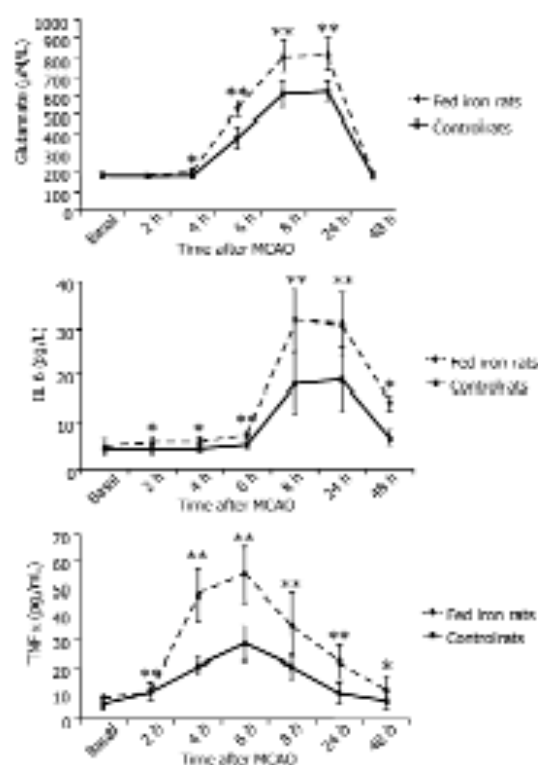 Glutamate (μM/L)
1000
900
800
700
600
500
400
300
200
100
0
** **
**
*
Fed iron rats
Control rats
Basal 2 h 4 h 6 h 8 h 24 h 48 h
Time after MCAO
IL 6 (pg/L)
40
30
20
10
0
** **
* * ** *
Fed iron rats
Control rats
Basal 2 h 4 h 6 h 8 h 24 h 48 h
Time after MCAO
TNFα (pg/mL)
70
60
50
30
20
10
0
** ** ** ** ** *
Fed iron rats
Control rats
Basal 2 h 4 h 6 h 8 h 24 h 48 h
Time after MCAO